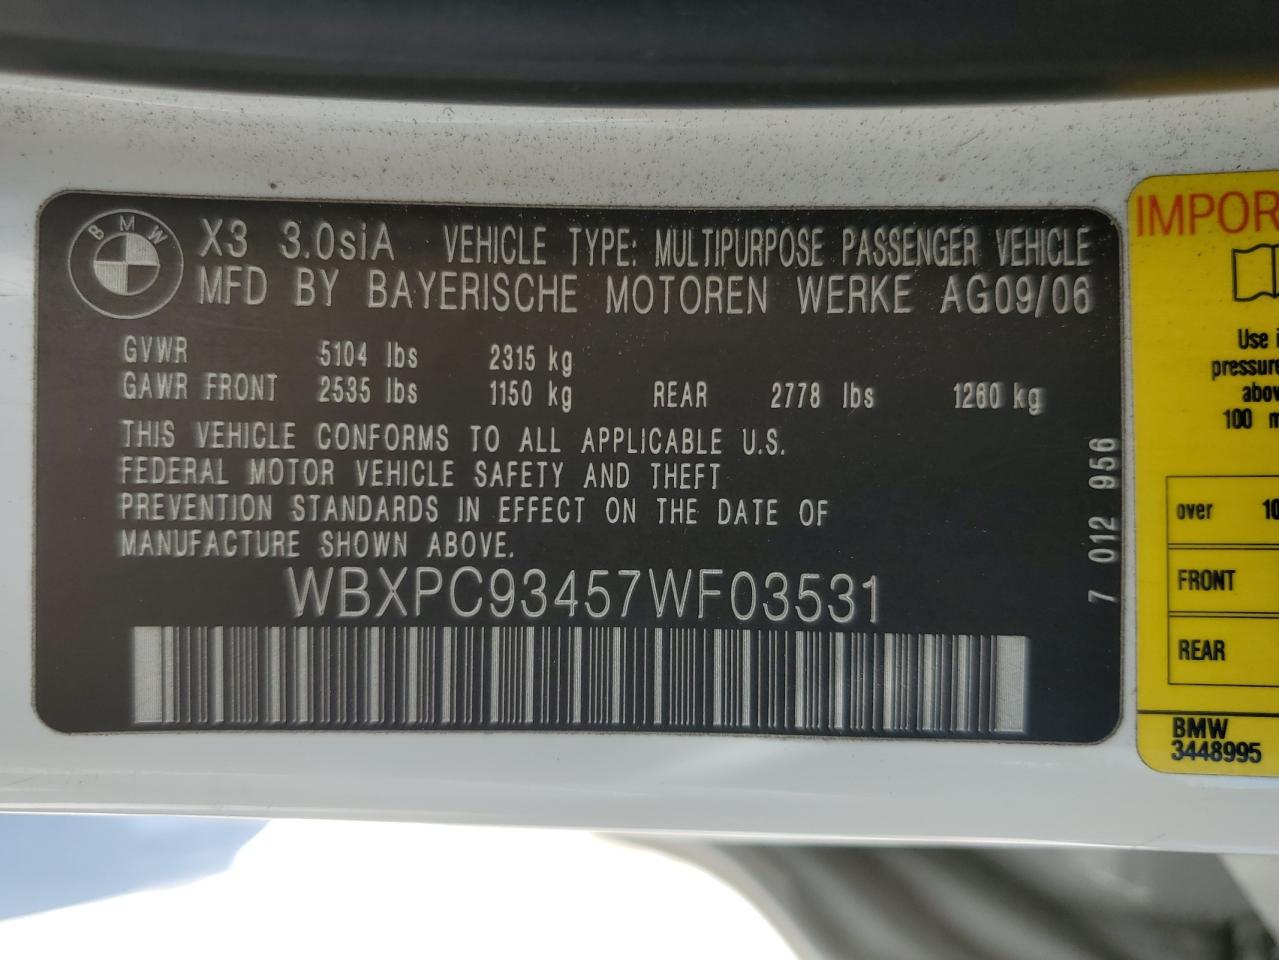 BMW
X3 3.0siA VEHICLE TYPE: MULTIPURPOSE PASSENGER VEHICLE
MFD BY BAYERISCHE MOTOREN WERKE AG09/06
GVWR 5104 lbs 2315 kg
GAWR FRONT 2535 lbs 1150 kg REAR 2778 lbs 1260 kg
THIS VEHICLE CONFORMS TO ALL APPLICABLE U.S.
FEDERAL MOTOR VEHICLE SAFETY AND THEFT
PREVENTION STANDARDS IN EFFECT ON THE DATE OF
MANUFACTURE SHOWN ABOVE.
WBXPC93457WF03531
7 012 956
IMPOR
Use i
pressure
abov
100 m
over 10
FRONT
REAR
BMW
3448995